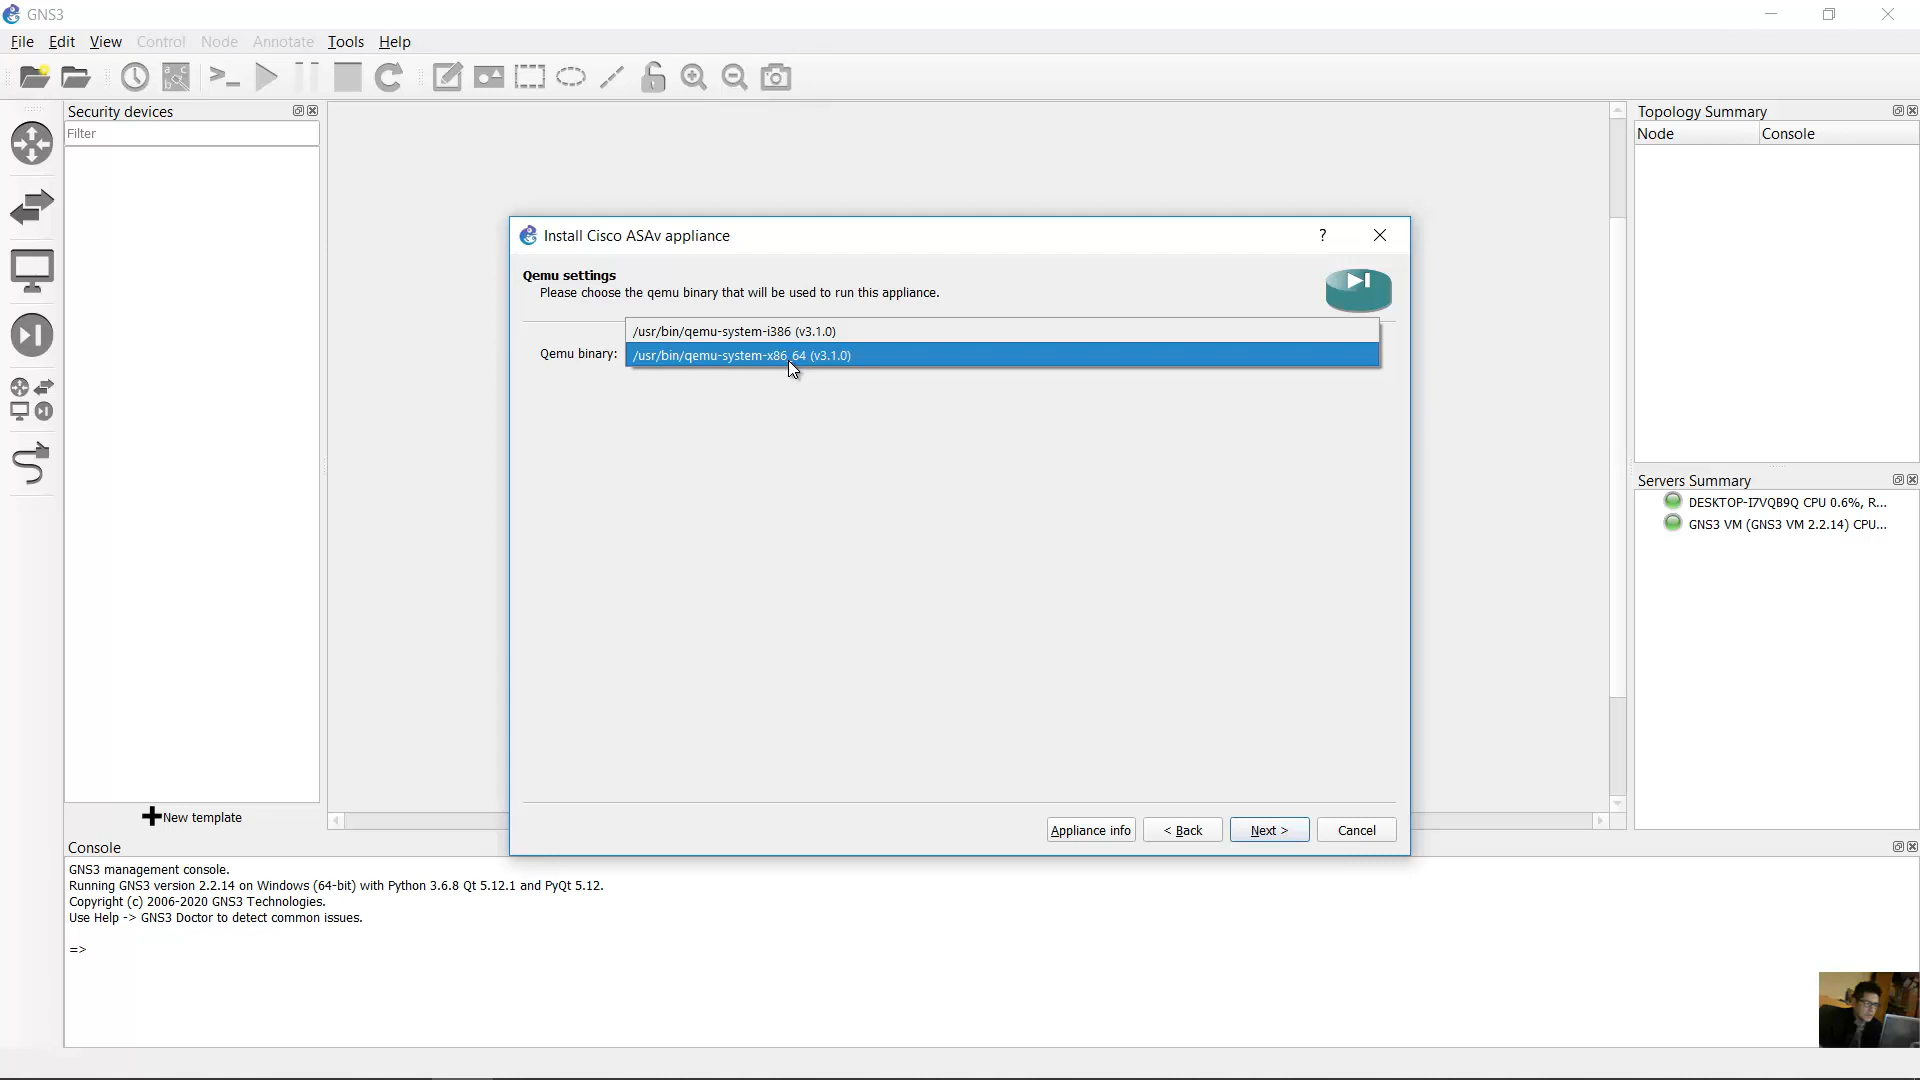 GNS3
File Edit View Control Node Annotate Tools Help
Security devices
Filter
New template
Install Cisco ASAv appliance
?
Qemu settings
Please choose the qemu binary that will be used to run this appliance.
Qemu binary:
/usr/bin/qemu-system-i386 (v3.1.0)
/usr/bin/qemu-system-x86_64 (v3.1.0)
Appliance info
< Back
Next >
Cancel
Topology Summary
Node Console
Servers Summary
DESKTOP-I7VQB9Q CPU 0.6%, R...
GNS3 VM (GNS3 VM 2.2.14) CPU...
Console
GNS3 management console.
Running GNS3 version 2.2.14 on Windows (64-bit) with Python 3.6.8 Qt 5.12.1 and PyQt 5.12.
Copyright (c) 2006-2020 GNS3 Technologies.
Use Help -> GNS3 Doctor to detect common issues.
=>